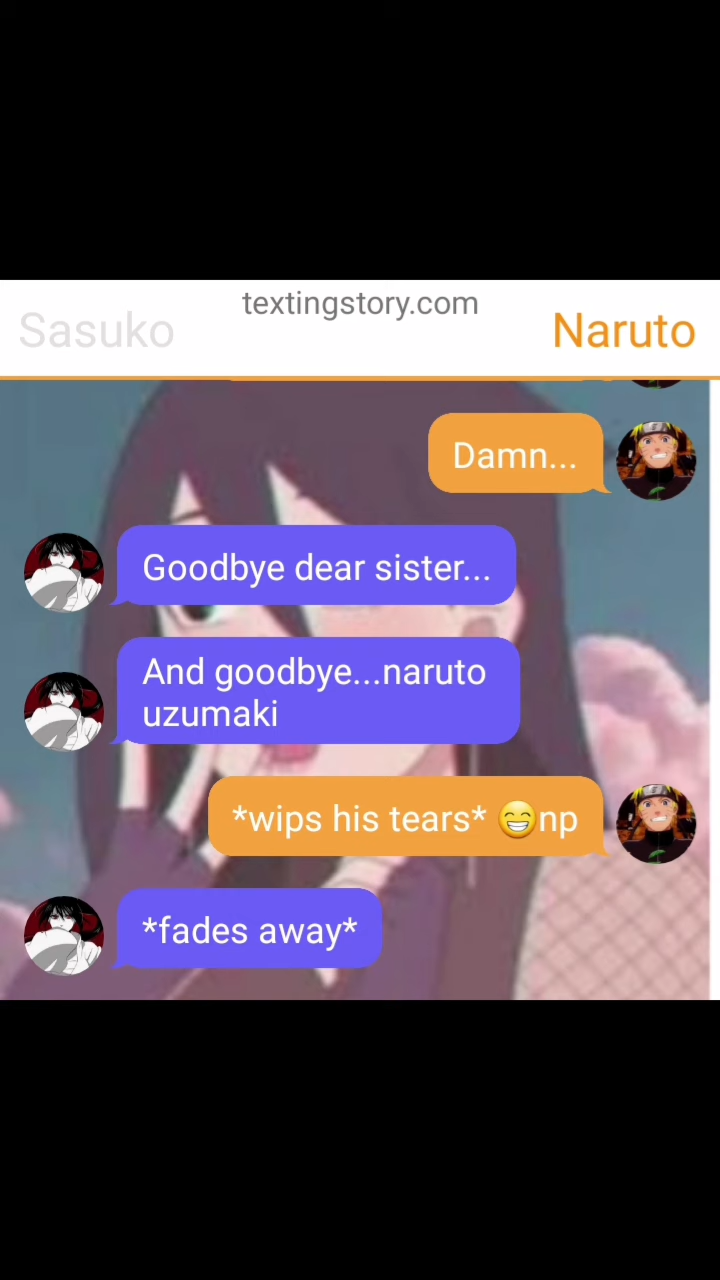 textingstory.com
Sasuko
Naruto
Damn...
Goodbye dear sister...
And goodbye...naruto
uzumaki
*wips his tears* 😁np
*fades away*